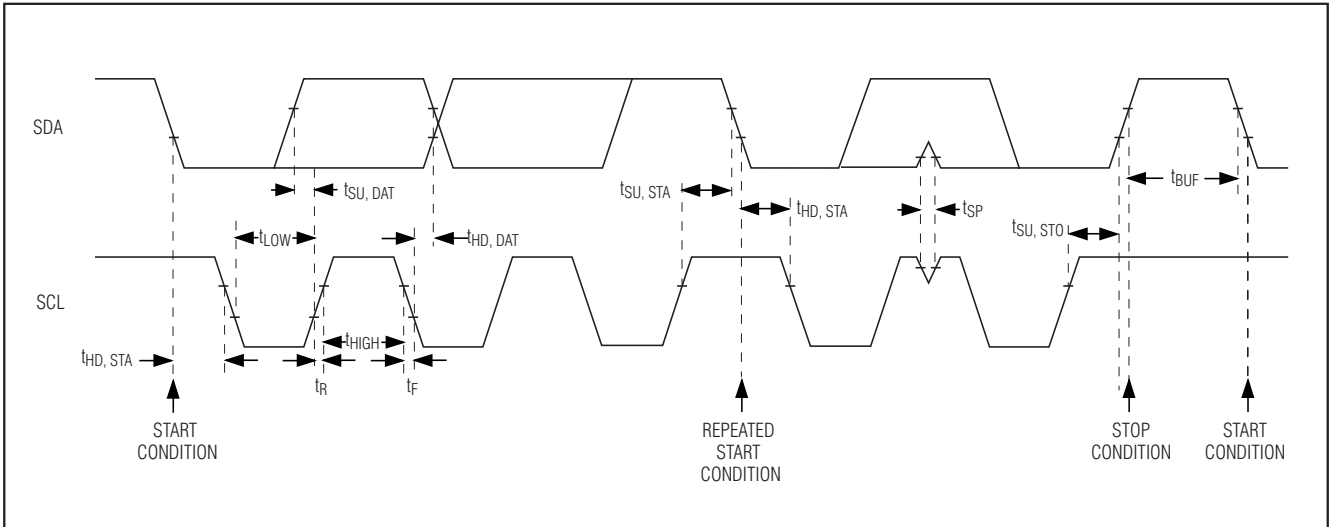 SDA
tSU, DAT
tSU, STA
tHD, STA
tSP
tBUF
tSU, STO
tLOW
tHD, DAT
SCL
tHIGH
tHD, STA
tR
tF
START
CONDITION
REPEATED
START
CONDITION
STOP
CONDITION
START
CONDITION